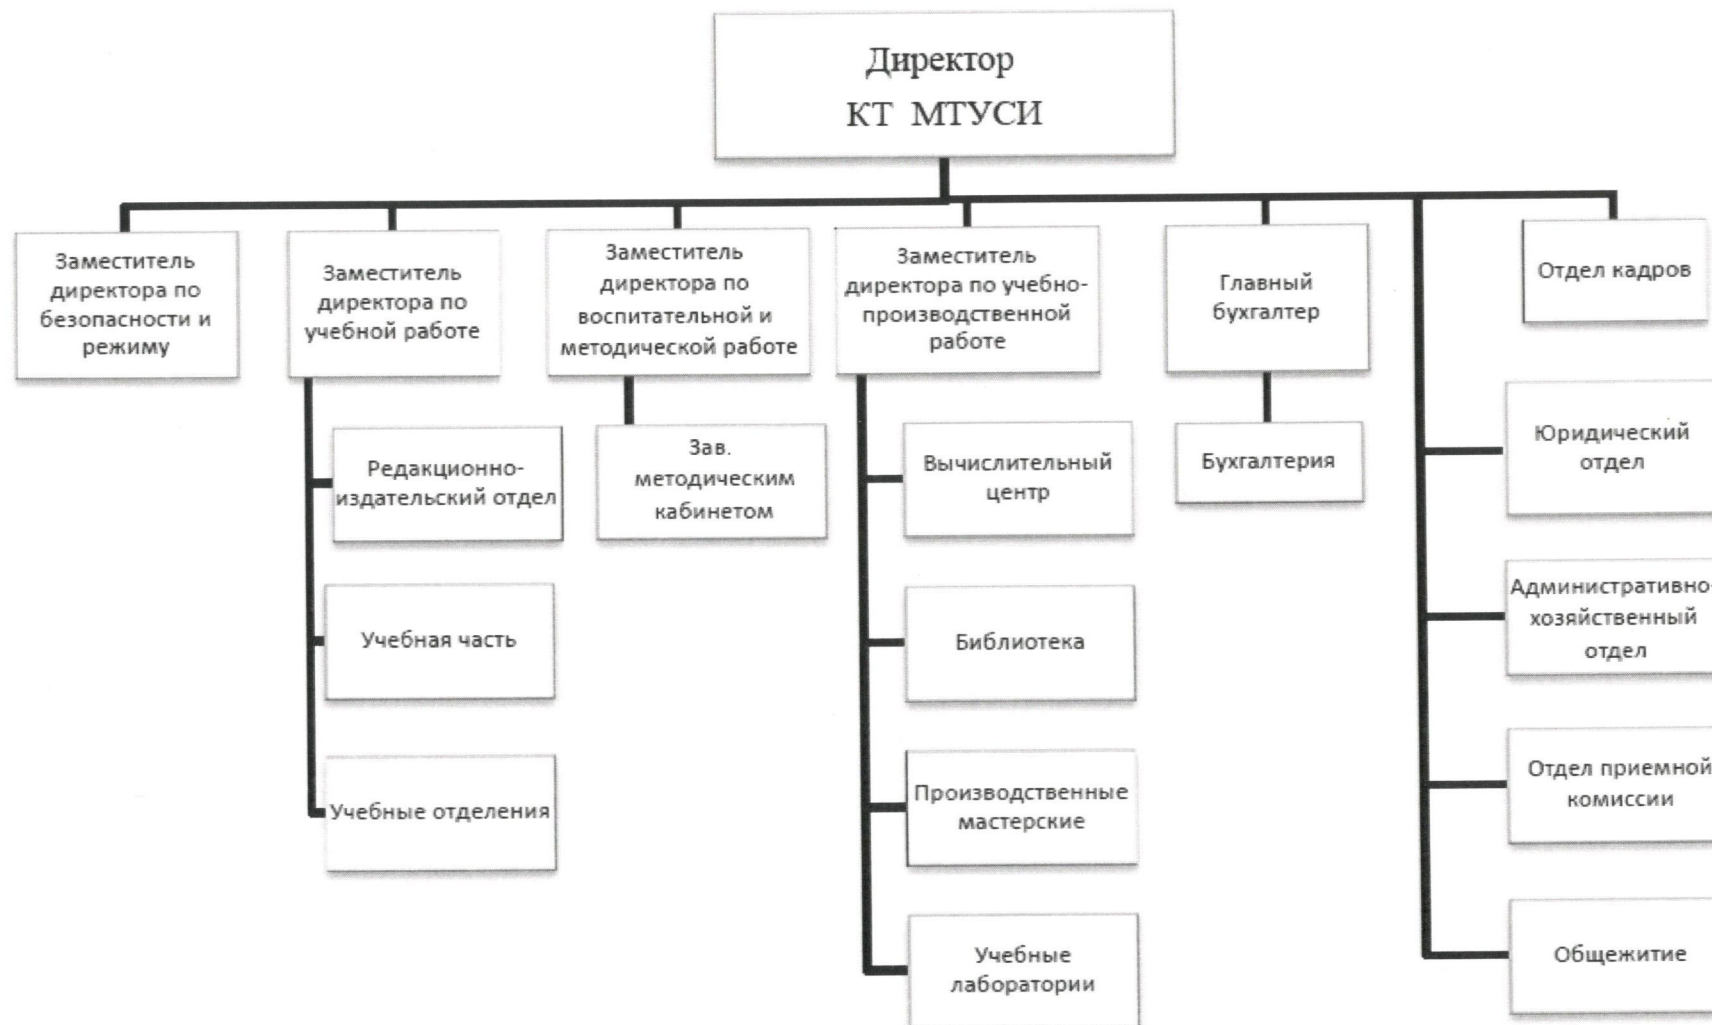 Директор
КТ МТУСИ
Заместитель
директора по
безопасности и
режиму
Заместитель
директора по
учебной работе
Заместитель
директора по
воспитательной и
методической работе
Заместитель
директора по учебно-
производственной
работе
Главный
бухгалтер
Отдел кадров
Редакционно-
издательский отдел
Учебная часть
Учебные отделения
Зав.
методическим
кабинетом
Вычислительный
центр
Библиотека
Производственные
мастерские
Учебные
лаборатории
Бухгалтерия
Юридический
отдел
Административно-
хозяйственный
отдел
Отдел приемной
комиссии
Общежитие